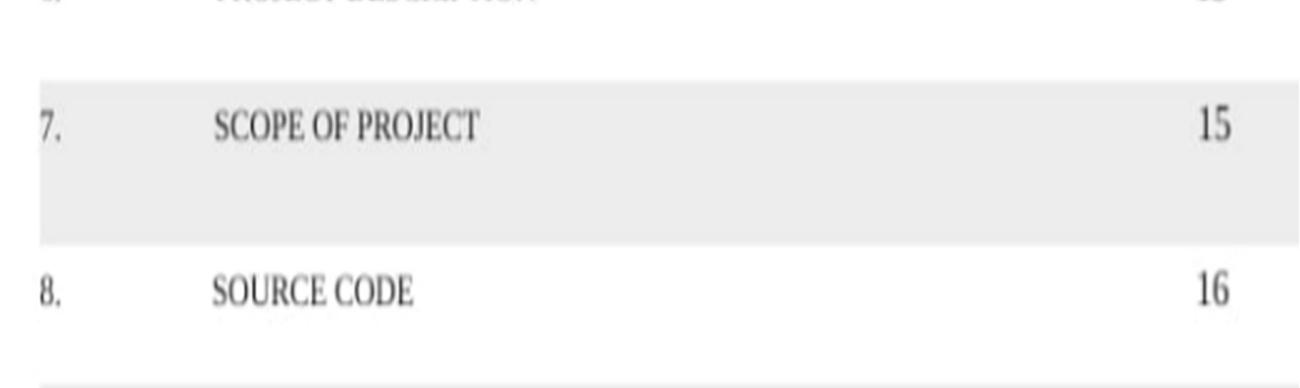 7. SCOPE OF PROJECT 15
8. SOURCE CODE 16